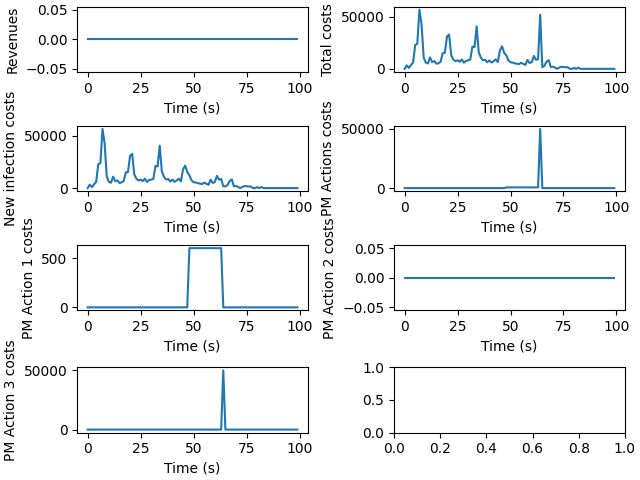 Revenues
0.05
0.00
−0.05
0 25 50 75 100
Time (s)
Total costs
50000
0
0 25 50 75 100
Time (s)
New infection costs
50000
0
0 25 50 75 100
Time (s)
PM Actions costs
50000
0
0 25 50 75 100
Time (s)
PM Action 1 costs
500
0
0 25 50 75 100
Time (s)
PM Action 2 costs
0.05
0.00
−0.05
0 25 50 75 100
Time (s)
PM Action 3 costs
50000
0
0 25 50 75 100
Time (s)
1.0
0.5
0.0
0.0 0.2 0.4 0.6 0.8 1.0